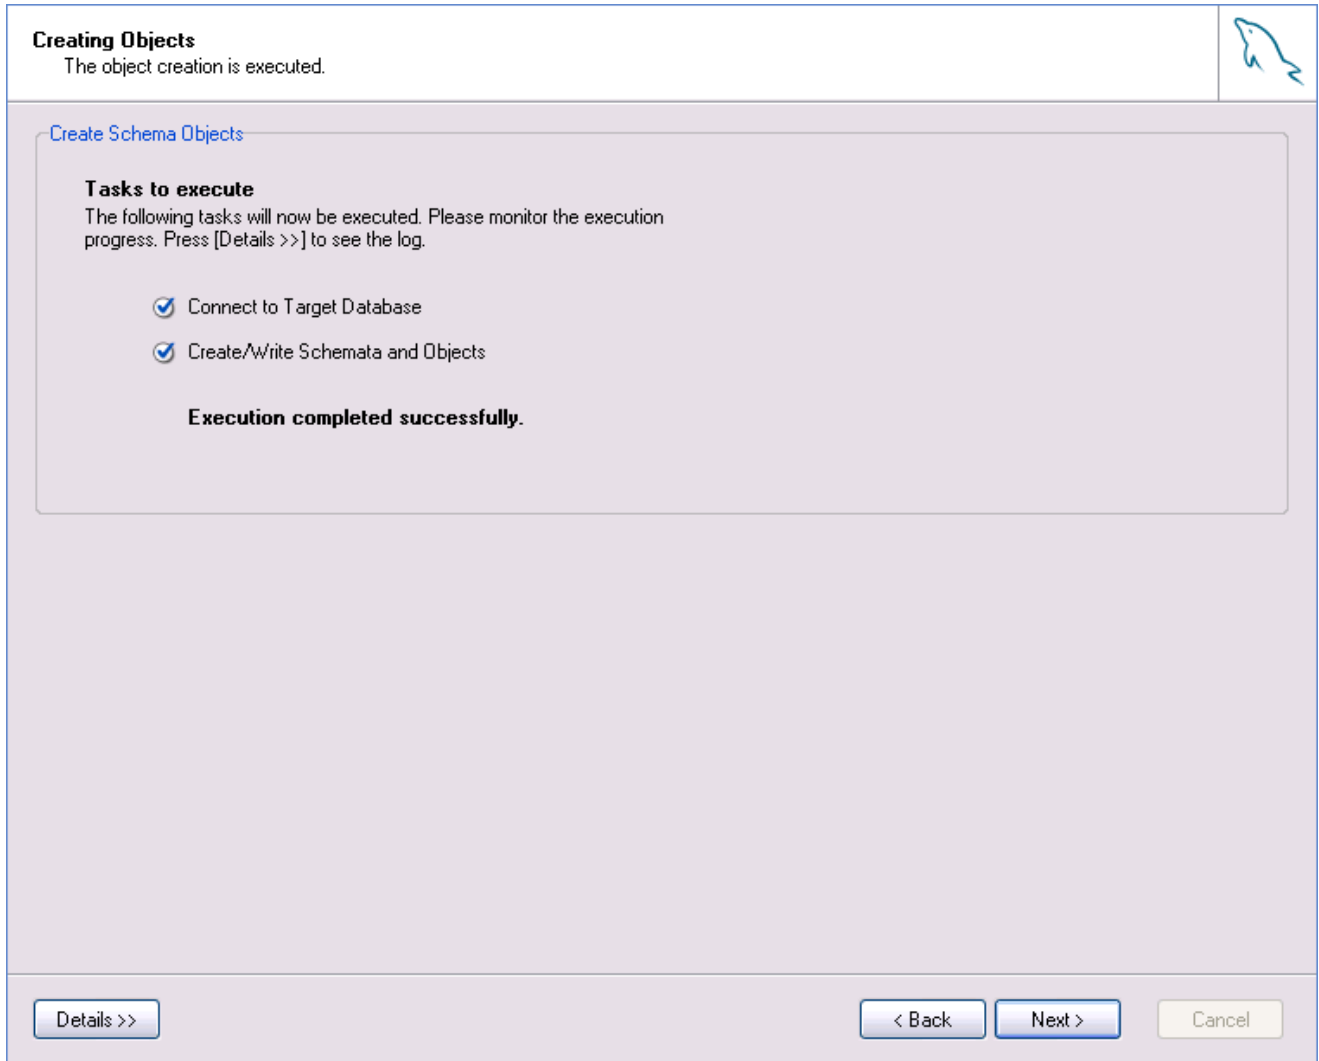 Creating Objects
The object creation is executed.
Create Schema Objects
Tasks to execute
The following tasks will now be executed. Please monitor the execution
progress. Press [Details >>] to see the log.
Connect to Target Database
Create/Write Schemata and Objects
Execution completed successfully.
Details >>
< Back
Next >
Cancel